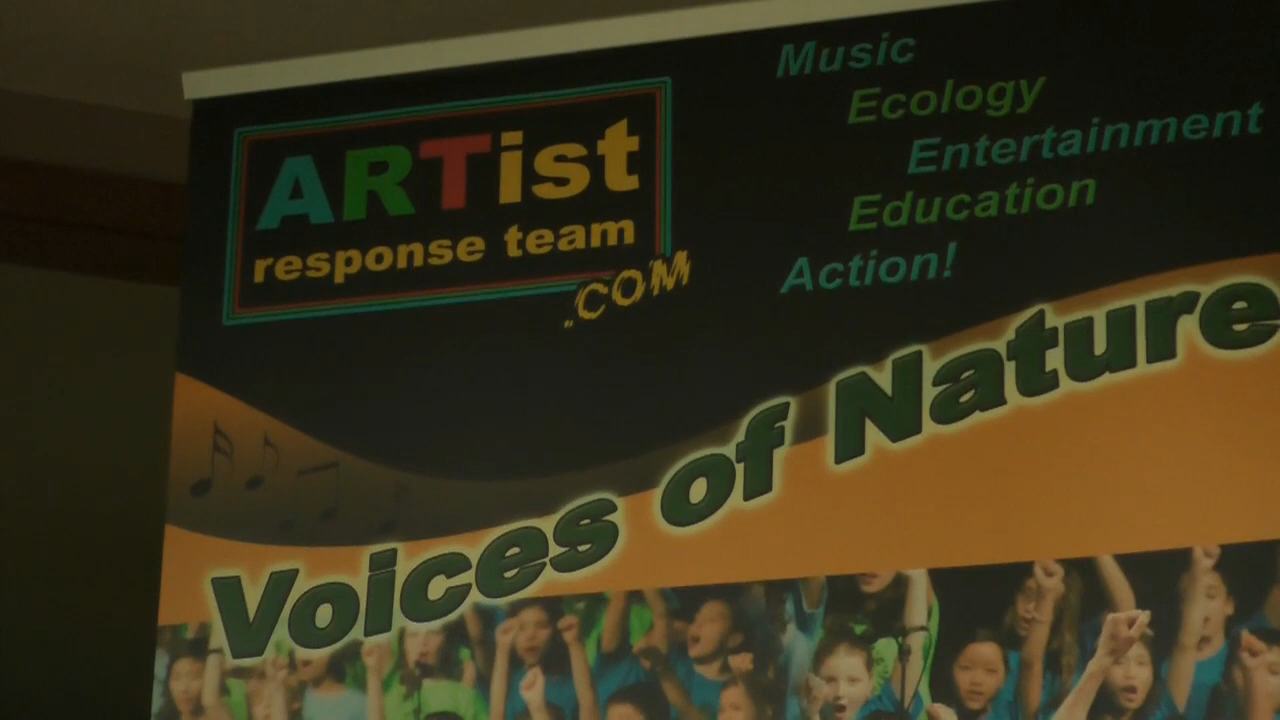 ARTist
response team
.COM
Music
Ecology
Entertainment
Education
Action!
Voices of Nature